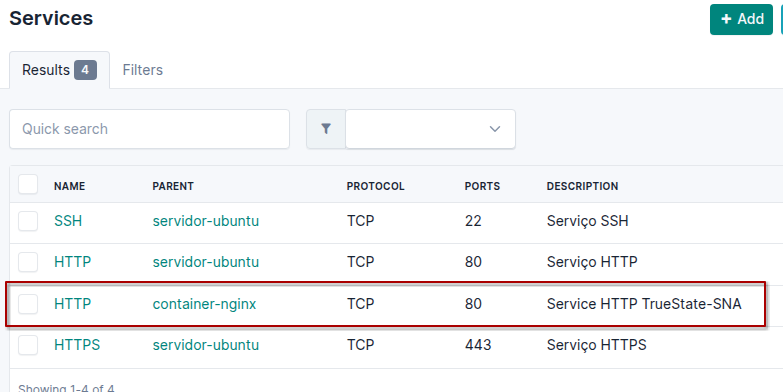 Services
+ Add
Results 4 Filters
Quick search
NAME PARENT PROTOCOL PORTS DESCRIPTION
SSH servidor-ubuntu TCP 22 Serviço SSH
HTTP servidor-ubuntu TCP 80 Serviço HTTP
HTTP container-nginx TCP 80 Service HTTP TrueState-SNA
HTTPS servidor-ubuntu TCP 443 Serviço HTTPS
Showing 1-4 of 4